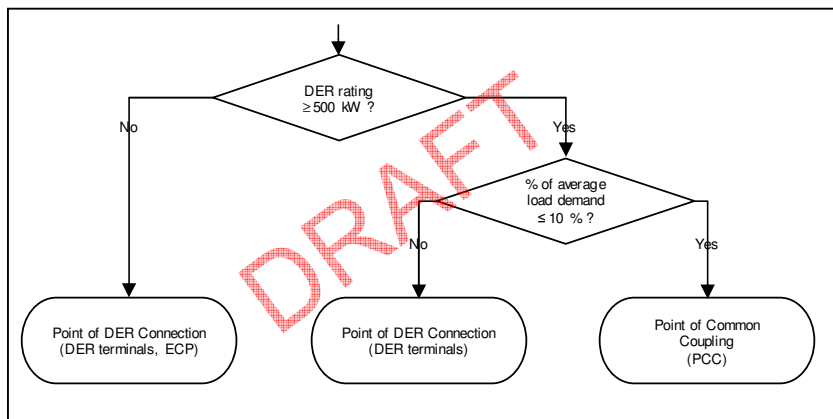 DER rating
≥500 kW ?
No
Yes
% of average
load demand
≤ 10 % ?
No
Yes
Point of DER Connection
(DER terminals, ECP)
Point of DER Connection
(DER terminals)
Point of Common
Coupling
(PCC)
DRAFT